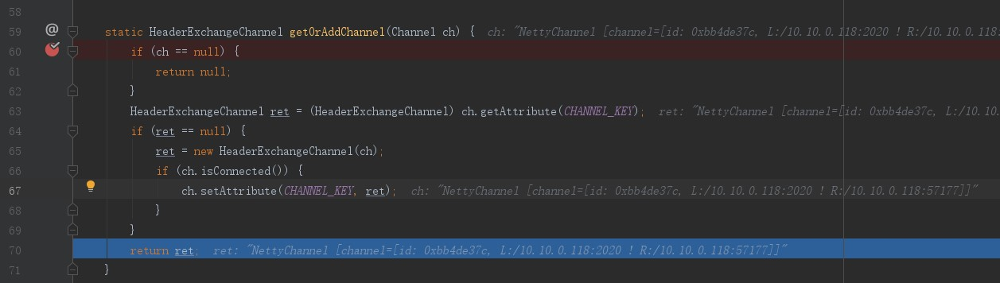 58
59 @ static HeaderExchangeChannel getOrAddChannel(Channel ch) { ch: "NettyChannel [channel=[id: 0xbb4de37c, L:/10.10.0.118:2020 ! R:/10.10.0.118:
60 if (ch == null) {
61 return null;
62 }
63 HeaderExchangeChannel ret = (HeaderExchangeChannel) ch.getAttribute(CHANNEL_KEY); ret: "NettyChannel [channel=[id: 0xbb4de37c, L:/10.10.
64 if (ret == null) {
65 ret = new HeaderExchangeChannel(ch);
66 if (ch.isConnected()) {
67 ch.setAttribute(CHANNEL_KEY, ret); ch: "NettyChannel [channel=[id: 0xbb4de37c, L:/10.10.0.118:2020 ! R:/10.10.0.118:57177]]"
68 }
69 }
70 return ret; ret: "NettyChannel [channel=[id: 0xbb4de37c, L:/10.10.0.118:2020 ! R:/10.10.0.118:57177]]"
71 }